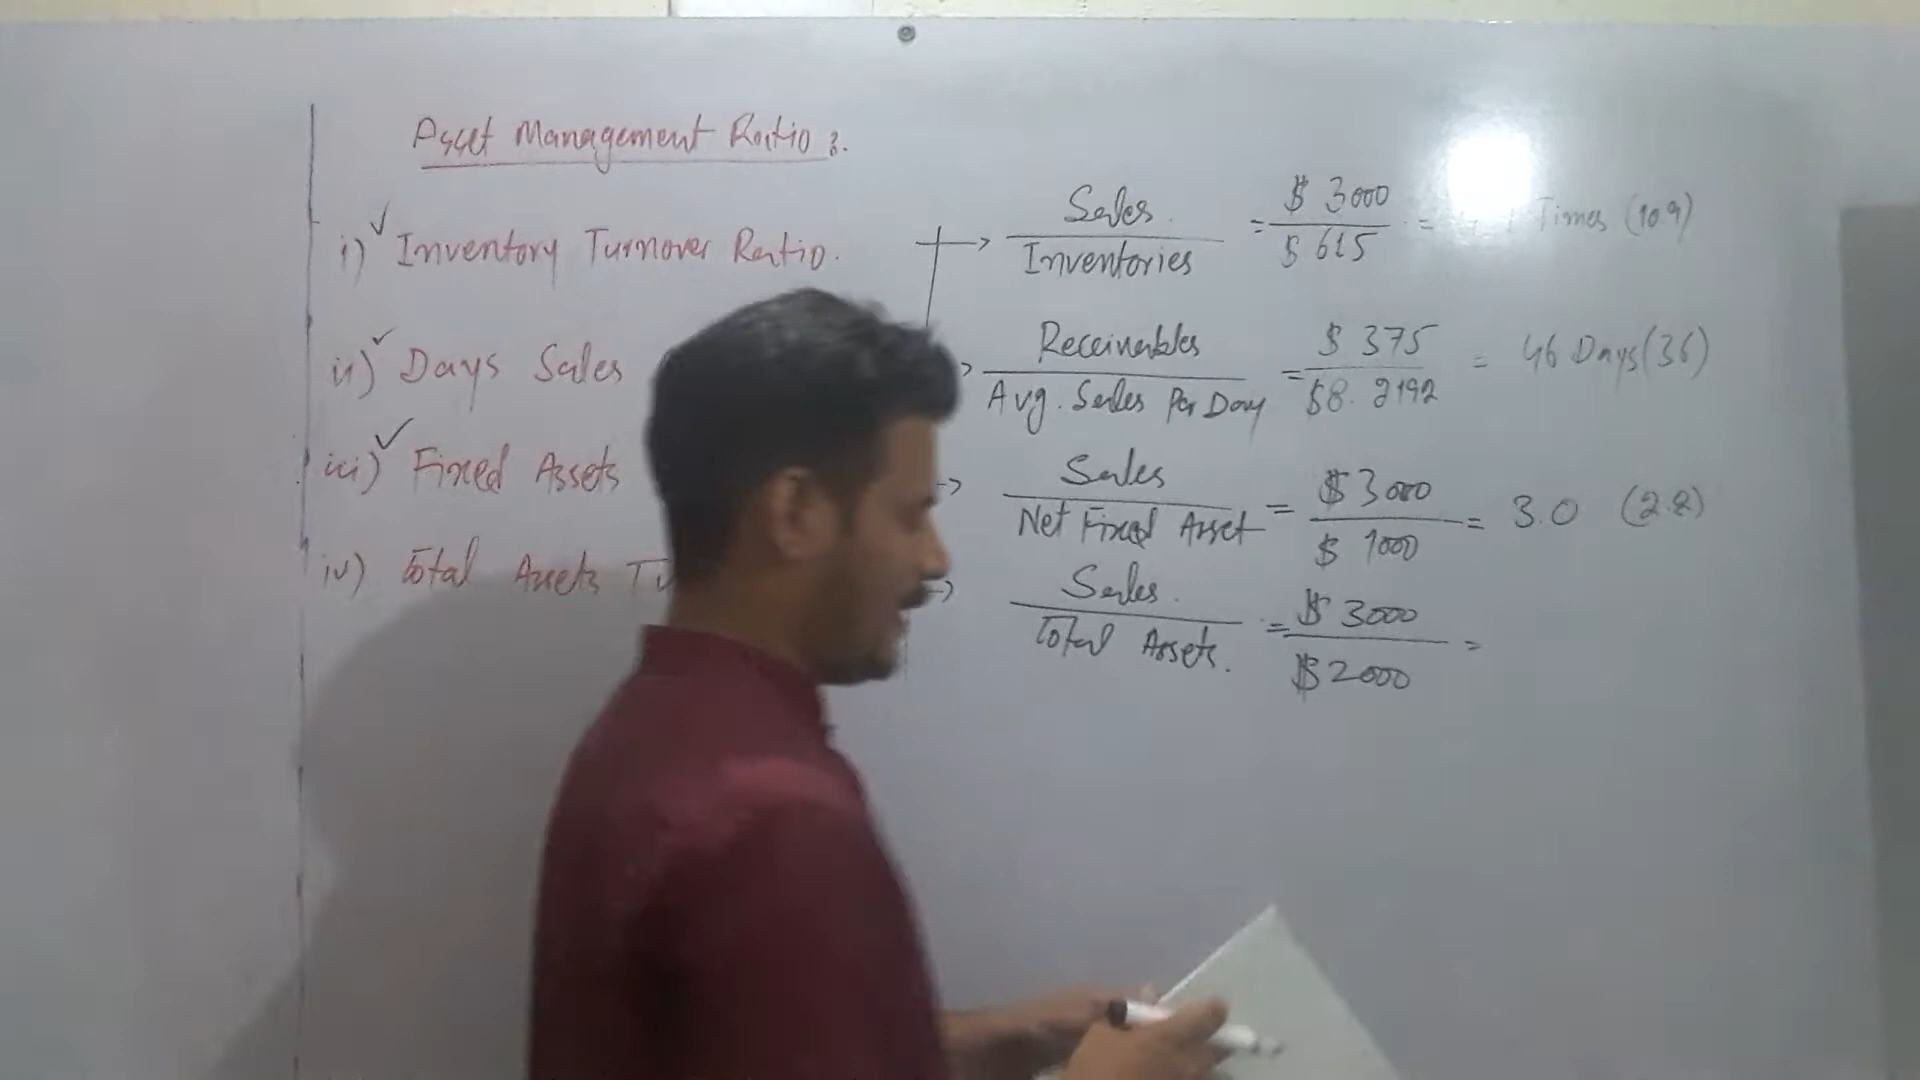 Asset Management Ratio :.
i) ✓ Inventory Turnover Ratio. → Sales / Inventories = $ 3000 / $ 615 = Times (10.9)
ii) ✓ Days Sales → Receivables / Avg. Sales Per Day = $ 375 / $8.2192 = 46 Days (36)
iii) ✓ Fixed Assets → Sales / Net Fixed Asset = $ 3000 / $ 1000 = 3.0 (2.8)
iv) Total Assets Tu → Sales / Total Assets. = $ 3000 / $ 2000 =